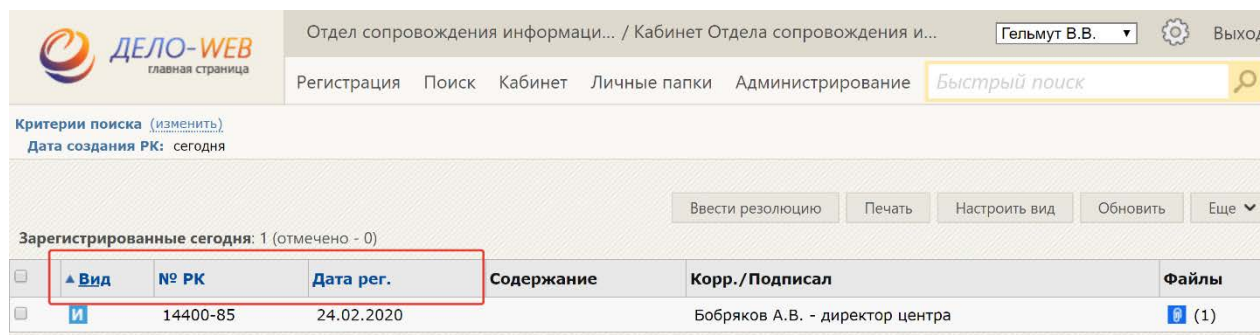 Отдел сопровождения информаци... / Кабинет Отдела сопровождения и...
Гельмут В.В.
Выход
ДЕЛО-WEB
главная страница
Регистрация Поиск Кабинет Личные папки Администрирование Быстрый поиск
Критерии поиска (изменить)
Дата создания РК: сегодня
Ввести резолюцию Печать Настроить вид Обновить Еще
Зарегистрированные сегодня: 1 (отмечено - 0)
Вид № РК Дата рег. Содержание Корр./Подписал Файлы
И 14400-85 24.02.2020 Бобряков А.В. - директор центра (1)